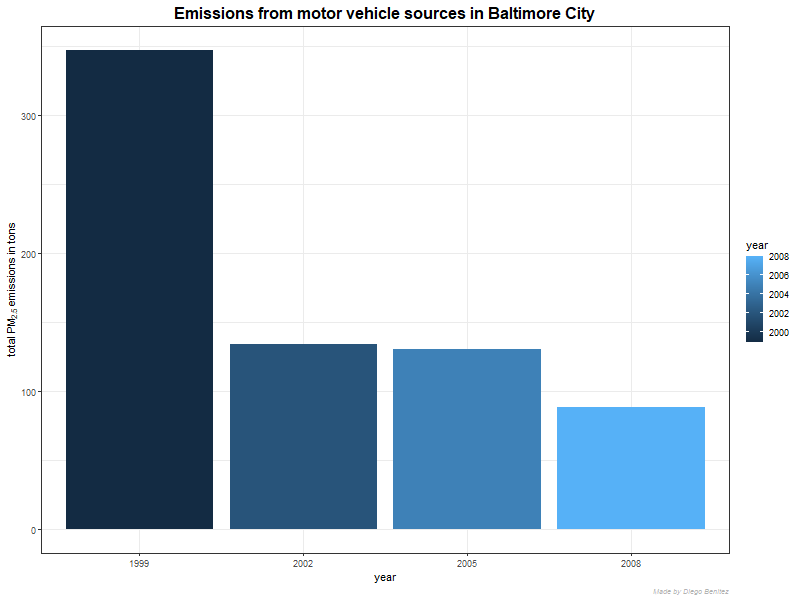 Emissions from motor vehicle sources in Baltimore City
total PM2.5 emissions in tons
300
200
100
0
1999 2002 2005 2008
year
year
2008
2006
2004
2002
2000
Made by Diego Benitez